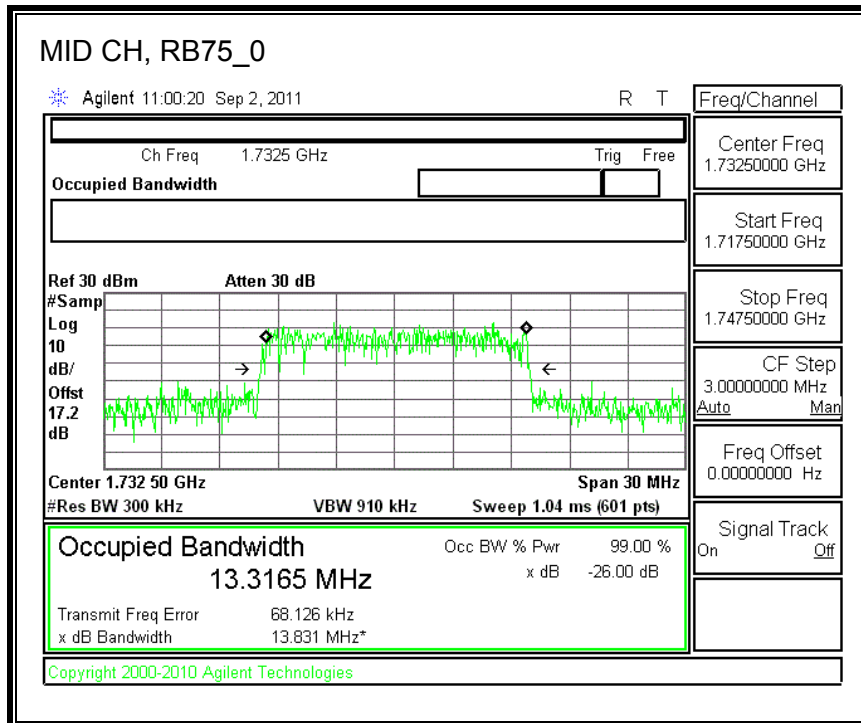 MID CH, RB75_0
Agilent 11:00:20 Sep 2, 2011 R T
Ch Freq 1.7325 GHz Trig Free
Occupied Bandwidth
Ref 30 dBm Atten 30 dB
#Samp
Log
10
dB/
Offst
17.2
dB
Center 1.732 50 GHz Span 30 MHz
#Res BW 300 kHz VBW 910 kHz Sweep 1.04 ms (601 pts)
Occupied Bandwidth Occ BW % Pwr 99.00 %
13.3165 MHz x dB -26.00 dB
Transmit Freq Error 68.126 kHz
x dB Bandwidth 13.831 MHz*
Copyright 2000-2010 Agilent Technologies
Freq/Channel
Center Freq
1.73250000 GHz
Start Freq
1.71750000 GHz
Stop Freq
1.74750000 GHz
CF Step
3.00000000 MHz
Auto Man
Freq Offset
0.00000000 Hz
Signal Track
On Off